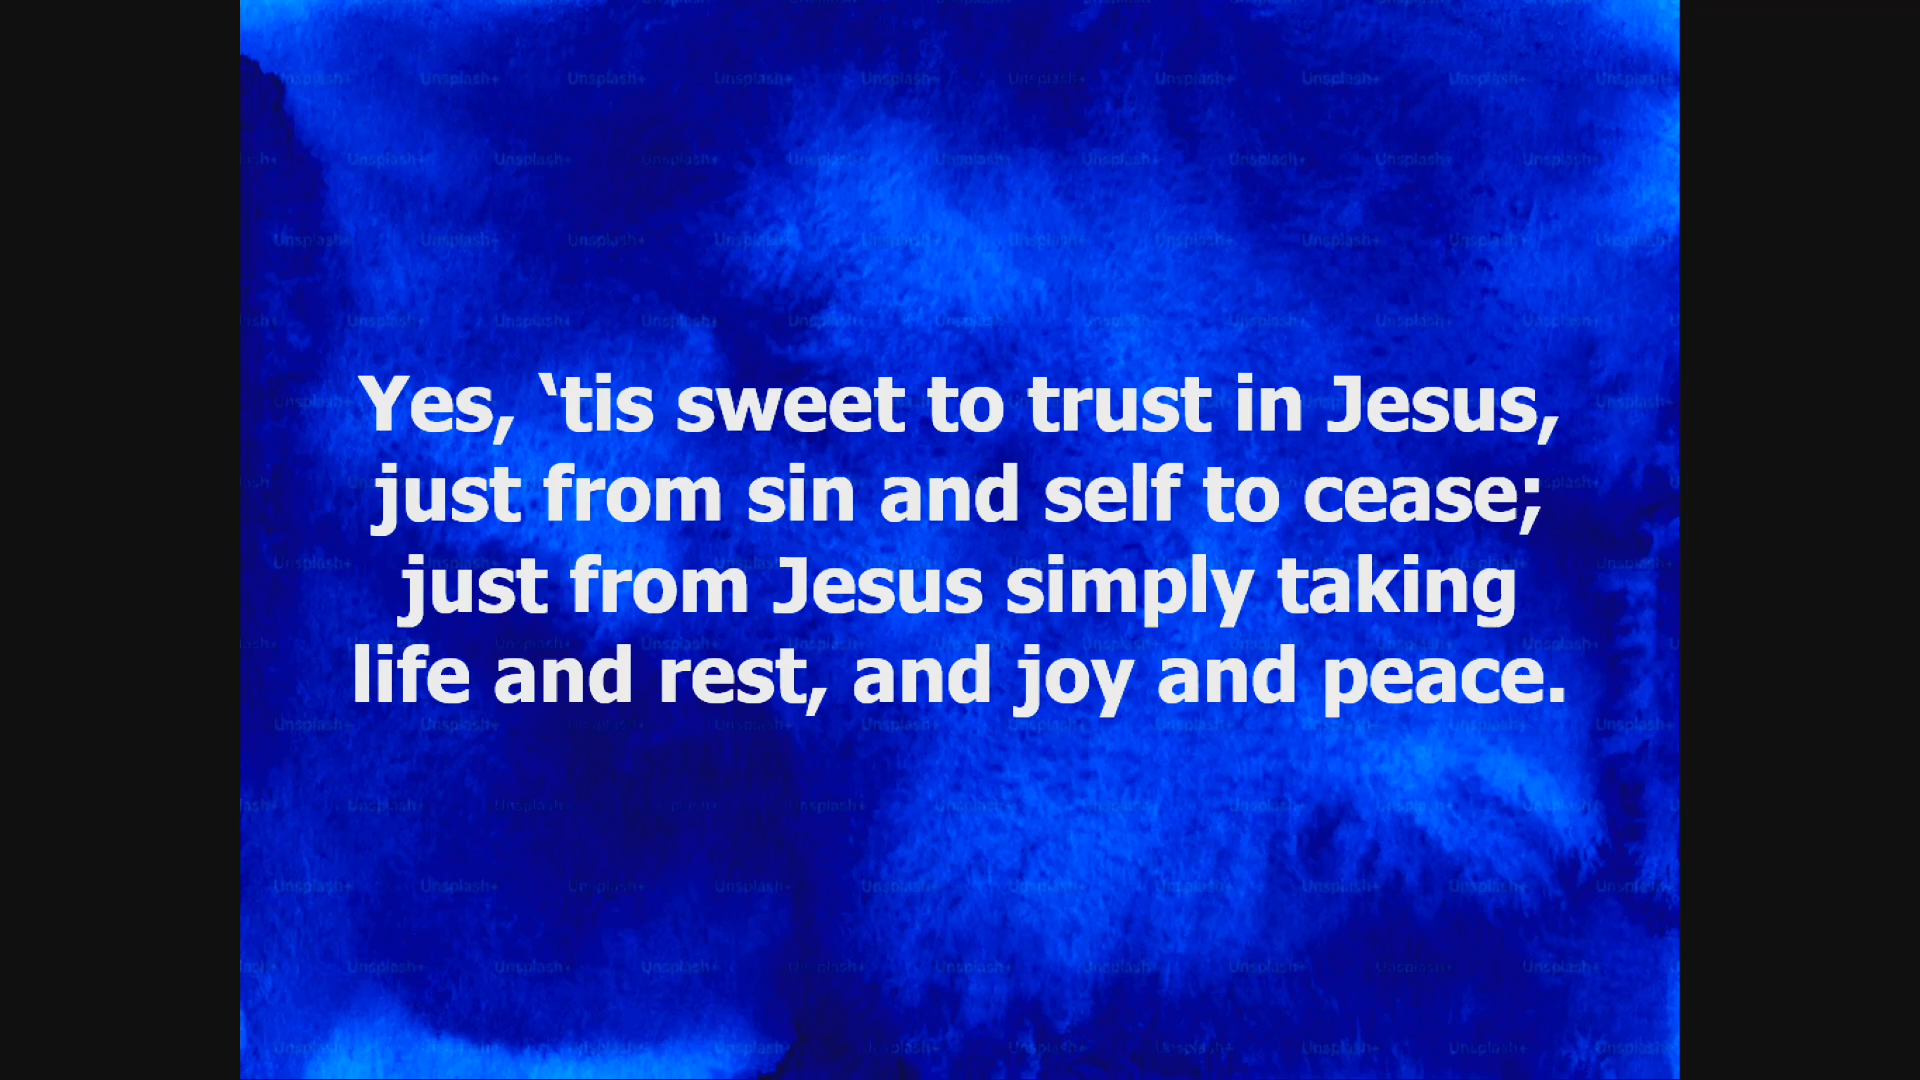 Yes, ‘tis sweet to trust in Jesus,
just from sin and self to cease;
just from Jesus simply taking
life and rest, and joy and peace.